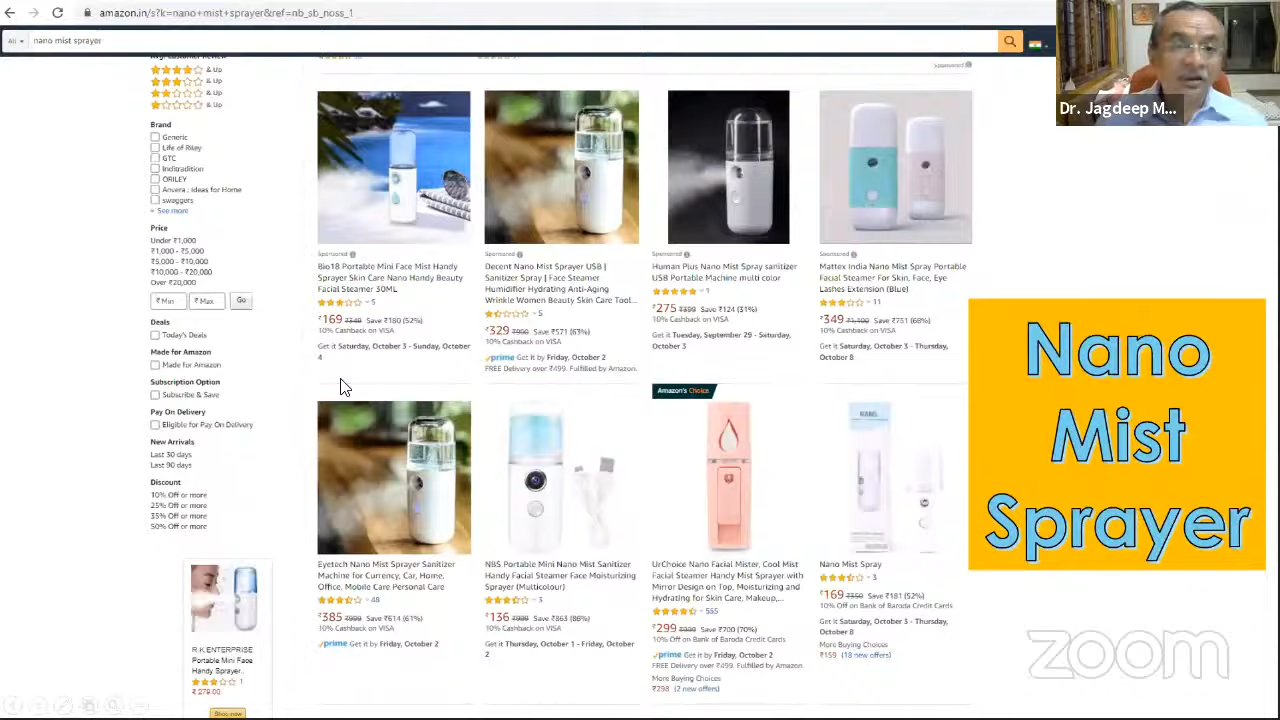 amazon.in/s?k=nano+mist+sprayer&ref=nb_sb_noss_1
All
nano mist sprayer
Avg. Customer Review
& Up
& Up
& Up
& Up
Brand
Generic
Life of Riley
GTC
Inditradition
ORILEY
Anvera ; Ideas for Home
swaggers
See more
Price
Under ₹1,000
₹1,000 - ₹5,000
₹5,000 - ₹10,000
₹10,000 - ₹20,000
Over ₹20,000
₹ Min ₹ Max Go
Deals
Today's Deals
Made for Amazon
Made for Amazon
Subscription Option
Subscribe & Save
Pay On Delivery
Eligible for Pay On Delivery
New Arrivals
Last 30 days
Last 90 days
Discount
10% Off or more
25% Off or more
35% Off or more
50% Off or more
R.K.ENTERPRISE
Portable Mini Face
Handy Sprayer..
1
₹ 279.00
Shop now
Sponsored
Sponsored
Bio18 Portable Mini Face Mist Handy
Sprayer Skin Care Nano Handy Beauty
Facial Steamer 30ML
5
₹169 ₹349 Save ₹180 (52%)
10% Cashback on VISA
Get it Saturday, October 3 - Sunday, October
4
Sponsored
Decent Nano Mist Sprayer USB |
Sanitizer Spray | Face Steamer
Humidifier Hydrating Anti-Aging
Wrinkle Women Beauty Skin Care Tool...
5
₹329 ₹900 Save ₹571 (63%)
10% Cashback on VISA
prime Get it by Friday, October 2
FREE Delivery over ₹499. Fulfilled by Amazon.
Sponsored
Human Plus Nano Mist Spray sanitizer
USB Portable Machine multi color
1
₹275 ₹399 Save ₹124 (31%)
10% Cashback on VISA
Get it Tuesday, September 29 - Saturday,
October 3
Sponsored
Mattex India Nano Mist Spray Portable
Facial Steamer For Skin, Face, Eye
Lashes Extension (Blue)
11
₹349 ₹1,100 Save ₹751 (68%)
10% Cashback on VISA
Get it Saturday, October 3 - Thursday,
October 8
Eyetech Nano Mist Sprayer Sanitizer
Machine for Currency, Car, Home,
Office, Mobile Care Personal Care
48
₹385 ₹999 Save ₹614 (61%)
10% Cashback on VISA
prime Get it by Friday, October 2
NBS Portable Mini Nano Mist Sanitizer
Handy Facial Steamer Face Moisturizing
Sprayer (Multicolour)
3
₹136 ₹999 Save ₹863 (86%)
10% Cashback on VISA
Get it Thursday, October 1 - Friday, October
2
Amazon's Choice
UrChoice Nano Facial Mister, Cool Mist
Facial Steamer Handy Mist Sprayer with
Mirror Design on Top, Moisturizing and
Hydrating for Skin Care, Makeup,...
555
₹299 ₹999 Save ₹700 (70%)
10% Off on Bank of Baroda Credit Cards
prime Get it by Friday, October 2
FREE Delivery over ₹499. Fulfilled by Amazon.
More Buying Choices
₹298 (2 new offers)
Nano Mist Spray
3
₹169 ₹350 Save ₹181 (52%)
10% Off on Bank of Baroda Credit Cards
Get it Saturday, October 3 - Thursday,
October 8
More Buying Choices
₹159 (18 new offers)
Dr. Jagdeep M...
Nano
Mist
Sprayer
zoom